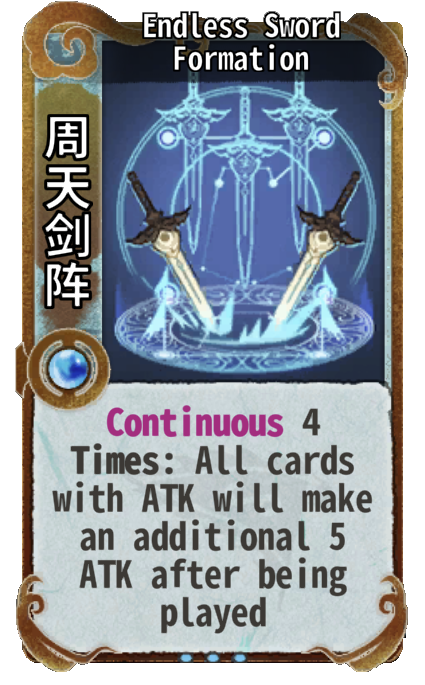 Endless Sword
Formation
周天剑阵
Continuous 4
Times: All cards
with ATK will make
an additional 5
ATK after being
played